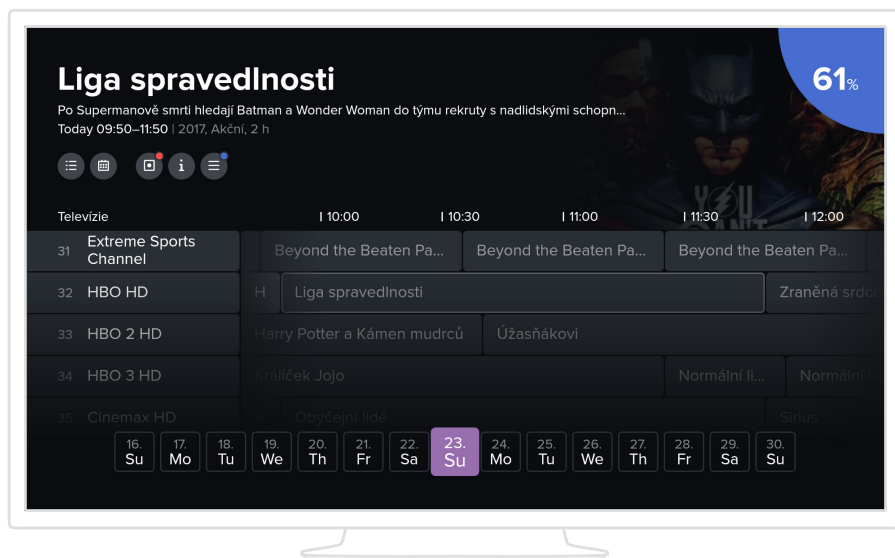 Liga spravedlnosti
61%
Po Supermanově smrti hledají Batman a Wonder Woman do týmu rekruty s nadlidskými schopn...
Today 09:50–11:50 | 2017, Akční, 2 h
i
Televízie | 10:00 | 10:30 | 11:00 | 11:30 | 12:00
31 Extreme Sports Channel Beyond the Beaten Pa... Beyond the Beaten Pa... Beyond the Beaten Pa...
32 HBO HD H Liga spravedlnosti Zraněná srdce
33 HBO 2 HD Harry Potter a Kámen mudrců Úžasňákovi
34 HBO 3 HD Králíček Jojo Normální li... Normální
35 Cinemax HD Obyčejní lidé Sirius
16. 17. 18. 19. 20. 21. 22. 23. 24. 25. 26. 27. 28. 29. 30.
Su Mo Tu We Th Fr Sa Su Mo Tu We Th Fr Sa Su